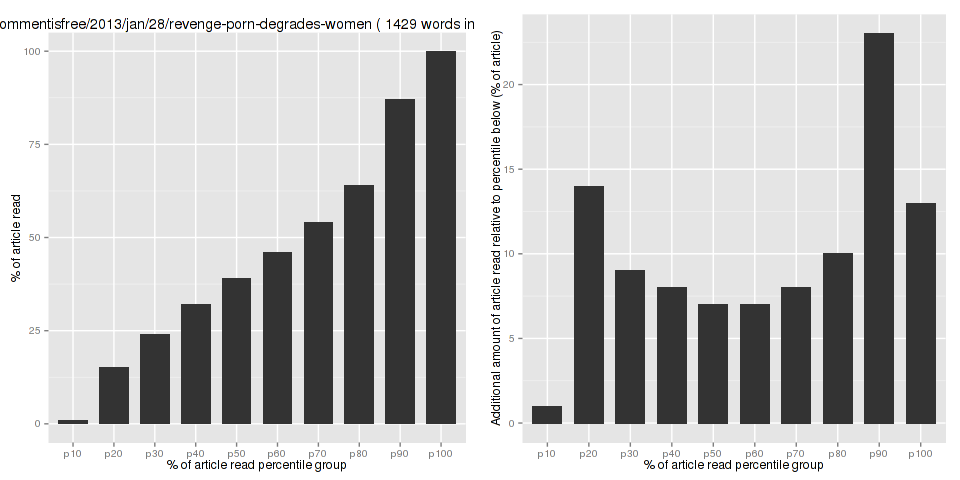 ommentisfree/2013/jan/28/revenge-porn-degrades-women ( 1429 words in
% of article read
100
75
50
25
0
p10 p20 p30 p40 p50 p60 p70 p80 p90 p100
% of article read percentile group
Additional amount of article read relative to percentile below (% of article)
20
15
10
5
0
p10 p20 p30 p40 p50 p60 p70 p80 p90 p100
% of article read percentile group